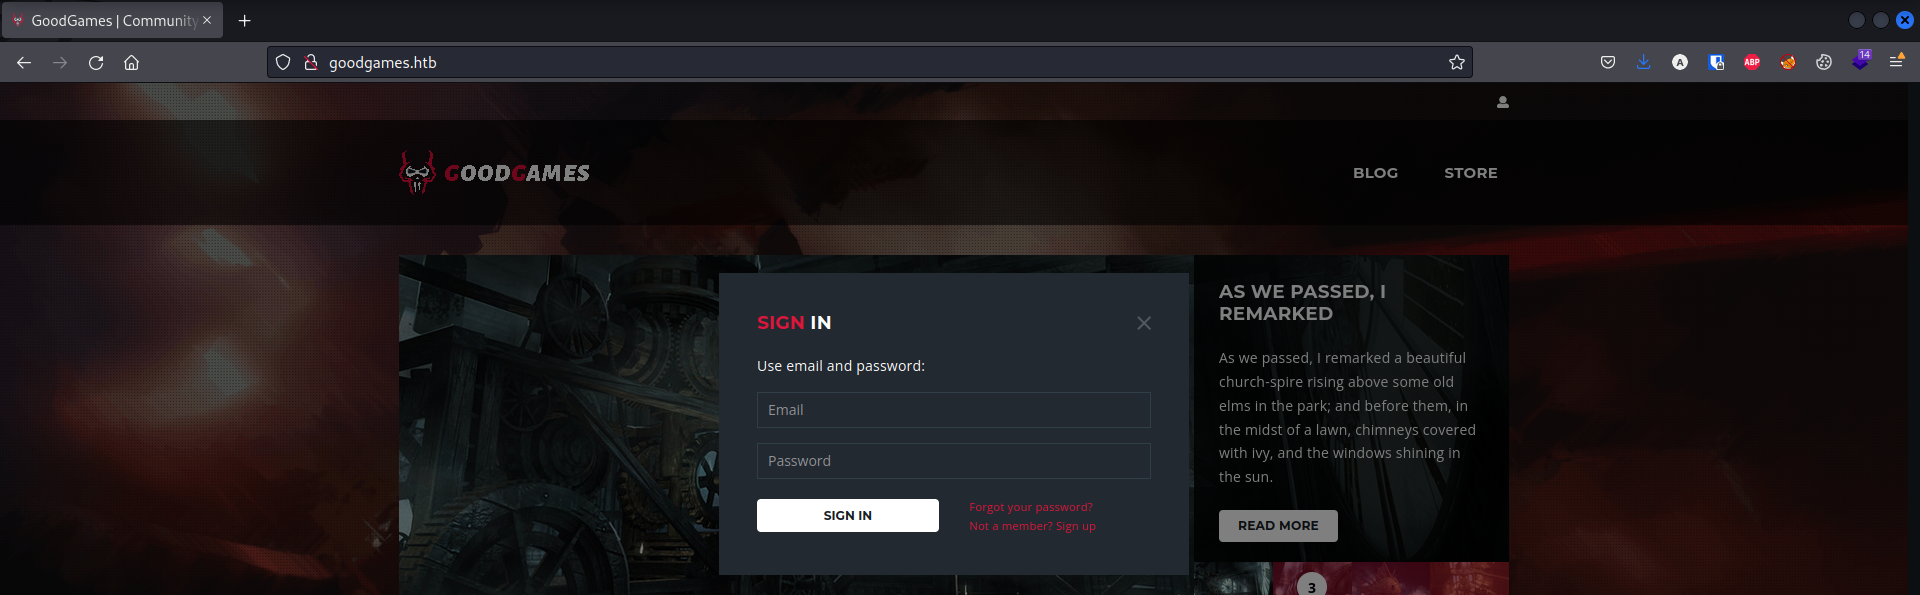 GoodGames | Community
goodgames.htb
A
ABP
14
GOODGAMES
BLOG
STORE
SIGN IN
Use email and password:
Email
Password
SIGN IN
Forgot your password?
Not a member? Sign up
AS WE PASSED, I
REMARKED
As we passed, I remarked a beautiful
church-spire rising above some old
elms in the park; and before them, in
the midst of a lawn, chimneys covered
with ivy, and the windows shining in
the sun.
READ MORE
3